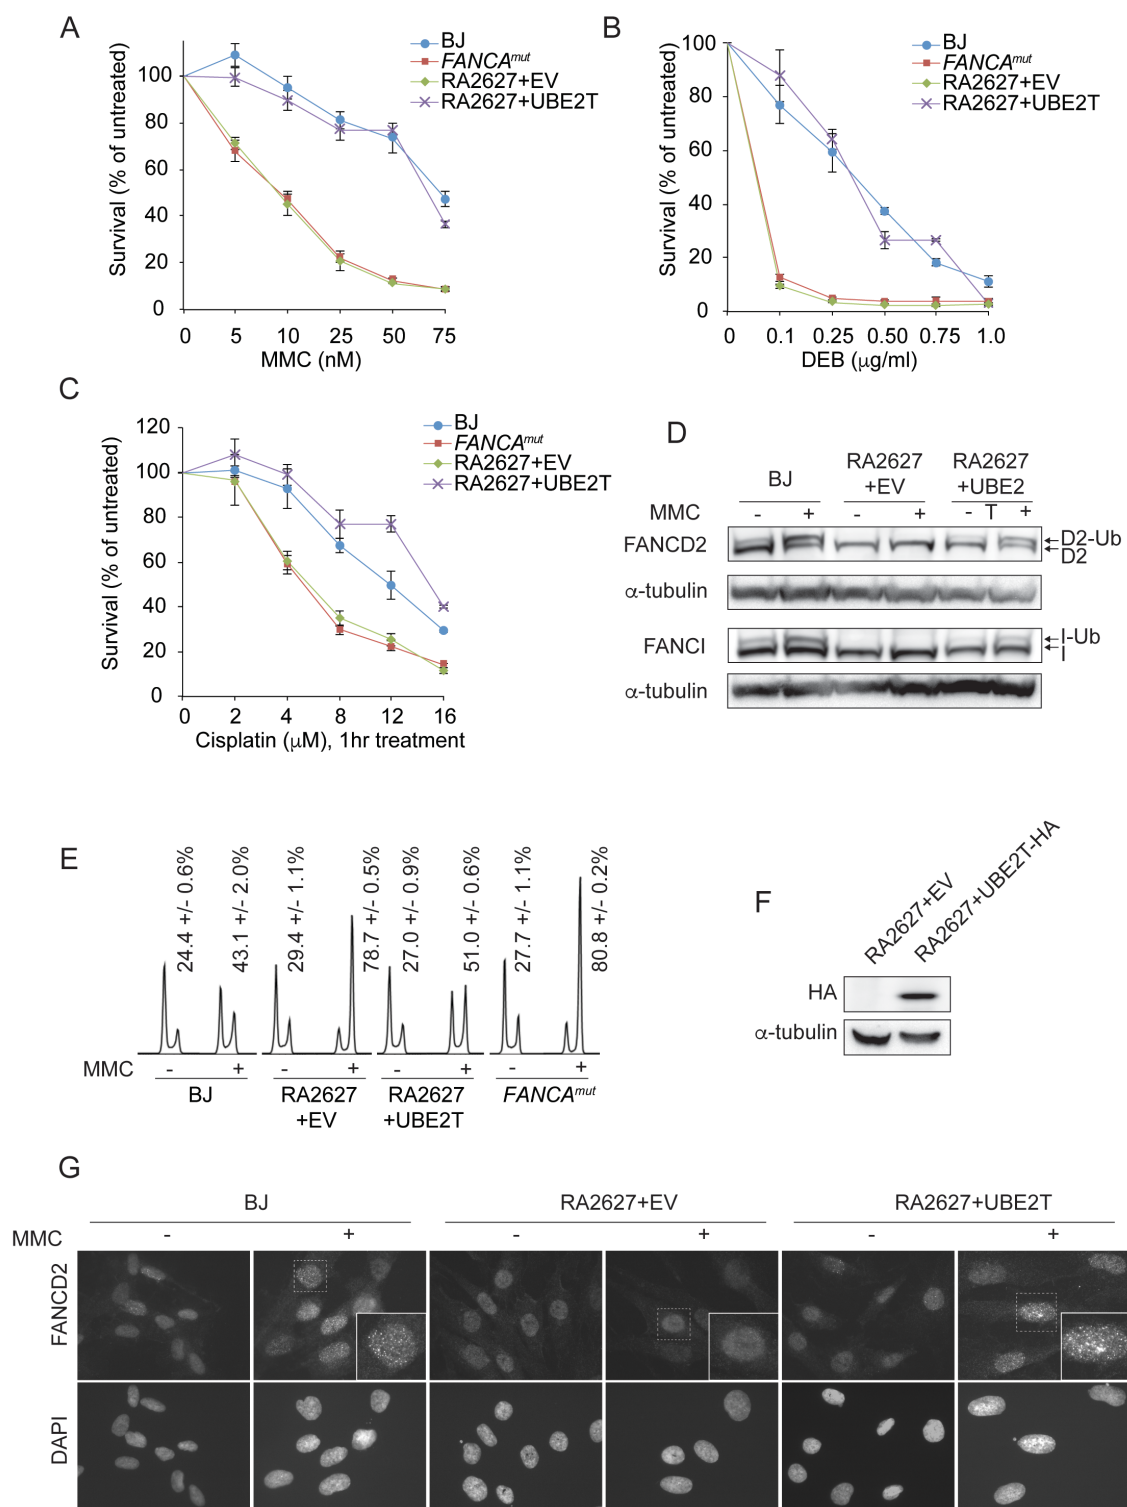 A
Survival (% of untreated)
100
80
60
40
20
0
0 5 10 25 50 75
MMC (nM)
BJ
FANCAmut
RA2627+EV
RA2627+UBE2T
B
Survival (% of untreated)
100
80
60
40
20
0
0 0.1 0.25 0.50 0.75 1.0
DEB (μg/ml)
BJ
FANCAmut
RA2627+EV
RA2627+UBE2T
C
Survival (% of untreated)
120
100
80
60
40
20
0
0 2 4 8 12 16
Cisplatin (μM), 1hr treatment
BJ
FANCAmut
RA2627+EV
RA2627+UBE2T
D
BJ
RA2627
+EV
RA2627
+UBE2
T
MMC - + - + - +
FANCD2
D2-Ub
D2
α-tubulin
FANCI
I-Ub
I
α-tubulin
E
24.4 +/- 0.6%
43.1 +/- 2.0%
29.4 +/- 1.1%
78.7 +/- 0.5%
27.0 +/- 0.9%
51.0 +/- 0.6%
27.7 +/- 1.1%
80.8 +/- 0.2%
MMC - + - + - + - +
BJ
RA2627
+EV
RA2627
+UBE2T
FANCAmut
F
RA2627+EV
RA2627+UBE2T-HA
HA
α-tubulin
G
BJ RA2627+EV RA2627+UBE2T
MMC - + - + - +
FANCD2
DAPI